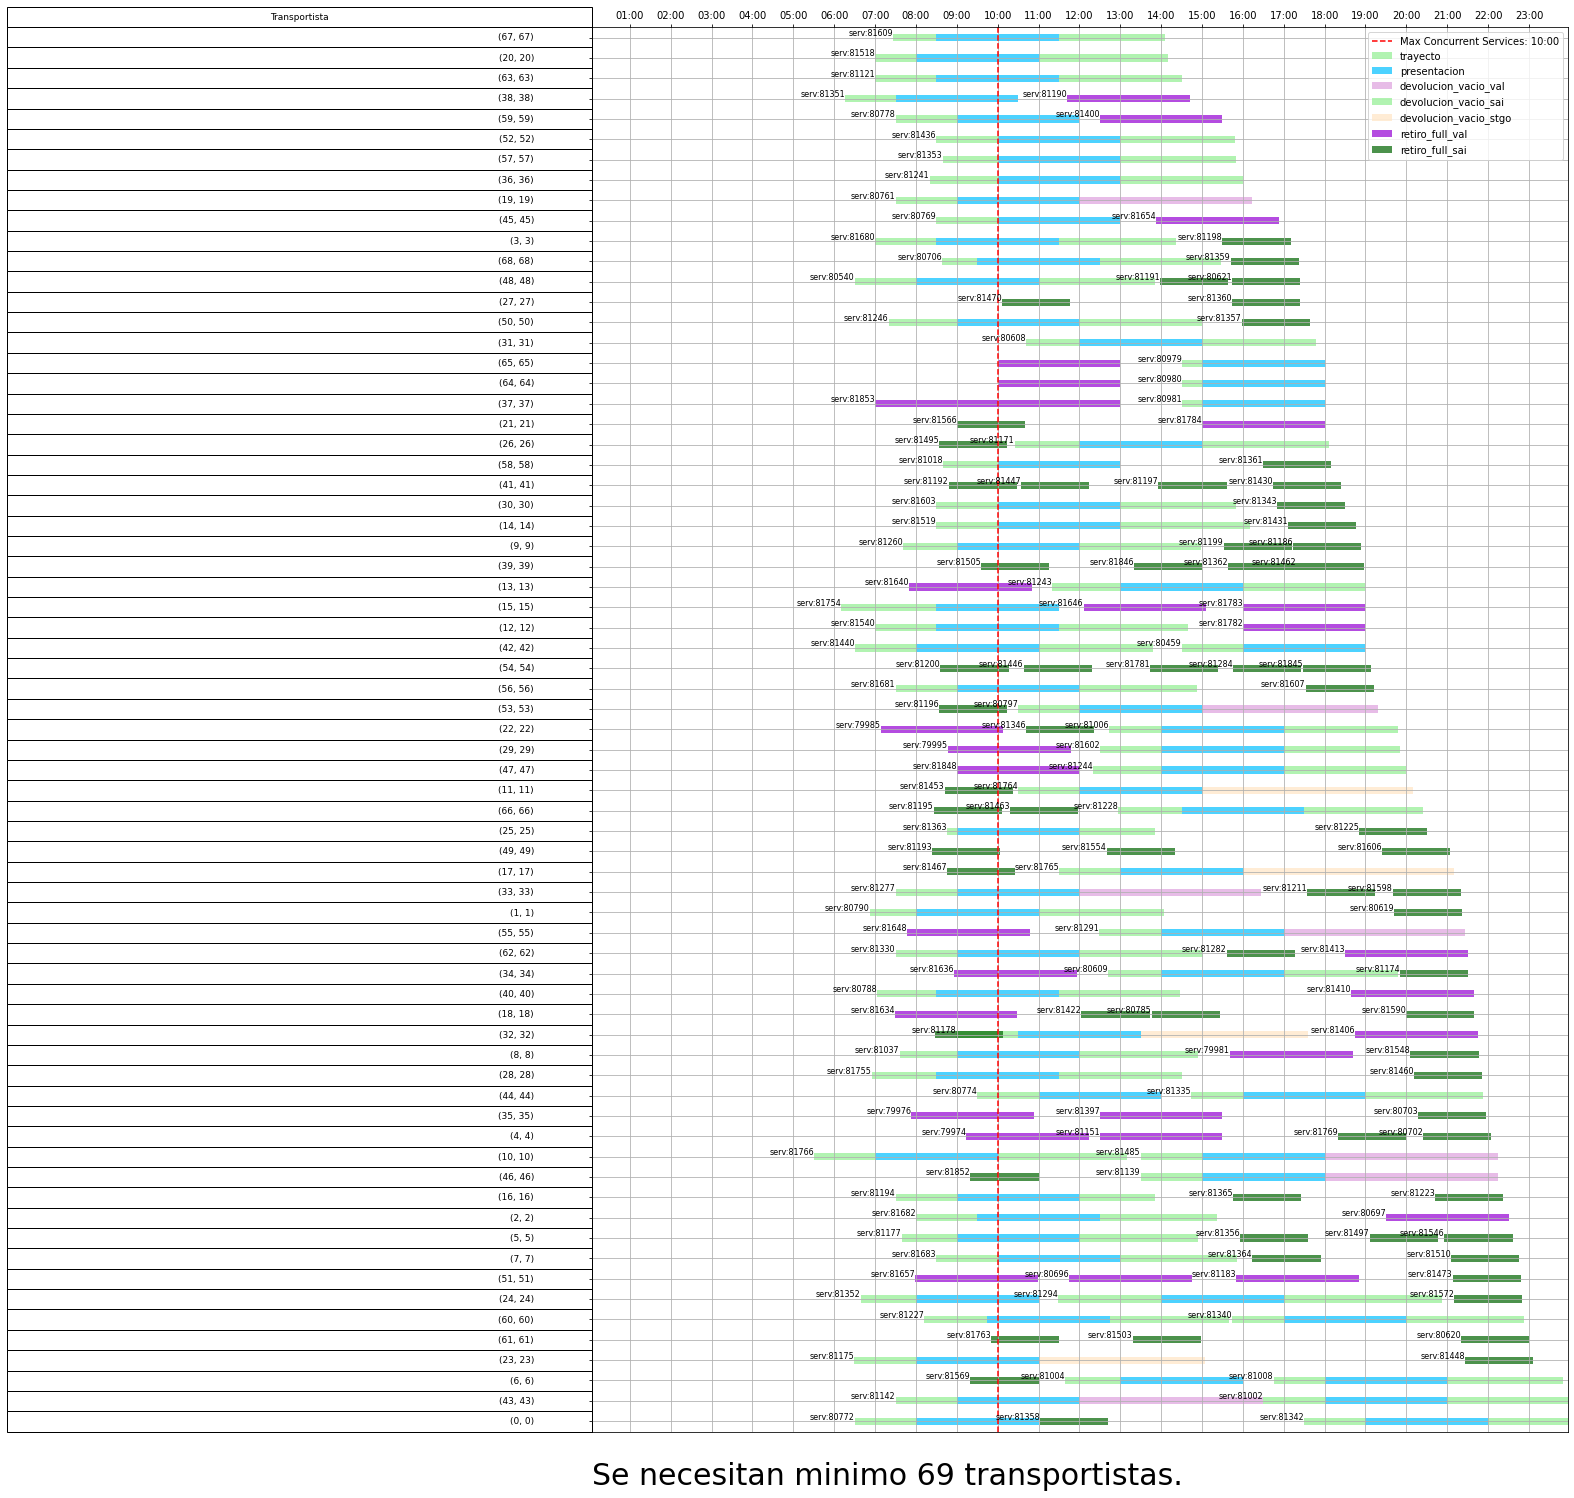 Transportista 01:00 02:00 03:00 04:00 05:00 06:00 07:00 08:00 09:00 10:00 11:00 12:00 13:00 14:00 15:00 16:00 17:00 18:00 19:00 20:00 21:00 22:00 23:00
Max Concurrent Services: 10:00
trayecto
presentacion
devolucion_vacio_val
devolucion_vacio_sai
devolucion_vacio_stgo
retiro_full_val
retiro_full_sai
(67, 67) serv:81609
(20, 20) serv:81518
(63, 63) serv:81121
(38, 38) serv:81351 serv:81190
(59, 59) serv:80778 serv:81400
(52, 52) serv:81436
(57, 57) serv:81353
(36, 36) serv:81241
(19, 19) serv:80761
(45, 45) serv:80769 serv:81654
(3, 3) serv:81680 serv:81198
(68, 68) serv:80706 serv:81359
(48, 48) serv:80540 serv:81191 serv:80621
(27, 27) serv:81470 serv:81360
(50, 50) serv:81246 serv:81357
(31, 31) serv:80608
(65, 65) serv:80979
(64, 64) serv:80980
(37, 37) serv:81853 serv:80981
(21, 21) serv:81566 serv:81784
(26, 26) serv:81495 serv:81171
(58, 58) serv:81018 serv:81361
(41, 41) serv:81192 serv:81447 serv:81197 serv:81430
(30, 30) serv:81603 serv:81343
(14, 14) serv:81519 serv:81431
(9, 9) serv:81260 serv:81199 serv:81186
(39, 39) serv:81505 serv:81846 serv:81362 serv:81462
(13, 13) serv:81640 serv:81243
(15, 15) serv:81754 serv:81646 serv:81783
(12, 12) serv:81540 serv:81782
(42, 42) serv:81440 serv:80459
(54, 54) serv:81200 serv:81446 serv:81781 serv:81284 serv:81845
(56, 56) serv:81681 serv:81607
(53, 53) serv:81196 serv:80797
(22, 22) serv:79985 serv:81346 serv:81006
(29, 29) serv:79995 serv:81602
(47, 47) serv:81848 serv:81244
(11, 11) serv:81453 serv:81764
(66, 66) serv:81195 serv:81463 serv:81228
(25, 25) serv:81363 serv:81225
(49, 49) serv:81193 serv:81554 serv:81606
(17, 17) serv:81467 serv:81765
(33, 33) serv:81277 serv:81211 serv:81598
(1, 1) serv:80790 serv:80619
(55, 55) serv:81648 serv:81291
(62, 62) serv:81330 serv:81282 serv:81413
(34, 34) serv:81636 serv:80609 serv:81174
(40, 40) serv:80788 serv:81410
(18, 18) serv:81634 serv:81422 serv:80785 serv:81590
(32, 32) serv:81178 serv:81406
(8, 8) serv:81037 serv:79981 serv:81548
(28, 28) serv:81755 serv:81460
(44, 44) serv:80774 serv:81335
(35, 35) serv:79976 serv:81397 serv:80703
(4, 4) serv:79974 serv:81151 serv:81769 serv:80702
(10, 10) serv:81766 serv:81485
(46, 46) serv:81852 serv:81139
(16, 16) serv:81194 serv:81365 serv:81223
(2, 2) serv:81682 serv:80697
(5, 5) serv:81177 serv:81356 serv:81497 serv:81546
(7, 7) serv:81683 serv:81364 serv:81510
(51, 51) serv:81657 serv:80696 serv:81183 serv:81473
(24, 24) serv:81352 serv:81294 serv:81572
(60, 60) serv:81227 serv:81340
(61, 61) serv:81763 serv:81503 serv:80620
(23, 23) serv:81175 serv:81448
(6, 6) serv:81569 serv:81004 serv:81008
(43, 43) serv:81142 serv:81002
(0, 0) serv:80772 serv:81358 serv:81342
Se necesitan minimo 69 transportistas.